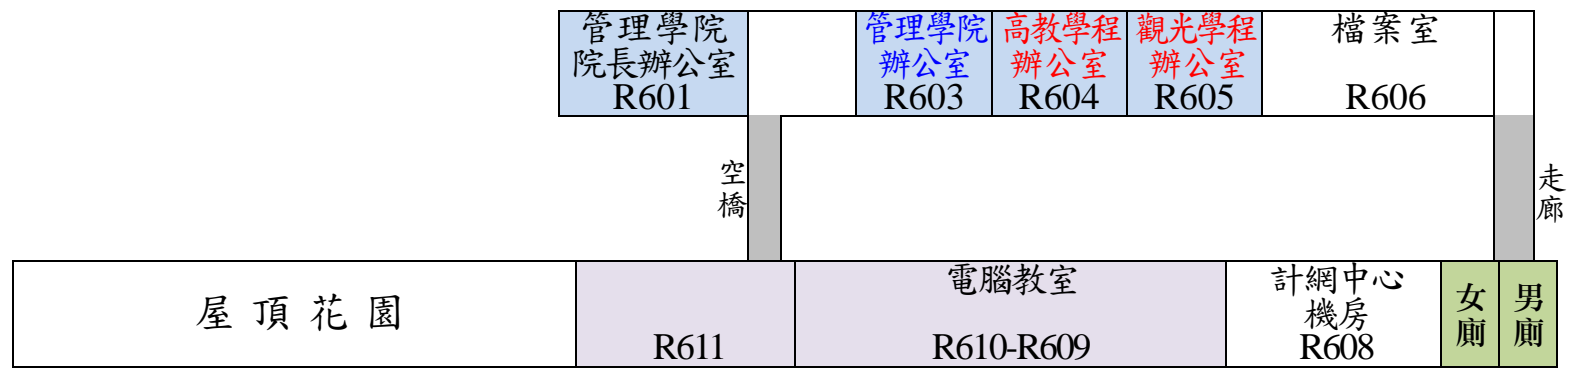 管理學院
院長辦公室
R601
管理學院
辦公室
R603
高教學程
辦公室
R604
觀光學程
辦公室
R605
檔案室
R606
空橋
走廊
屋頂花園
R611
電腦教室
R610-R609
計網中心
機房
R608
女廁
男廁